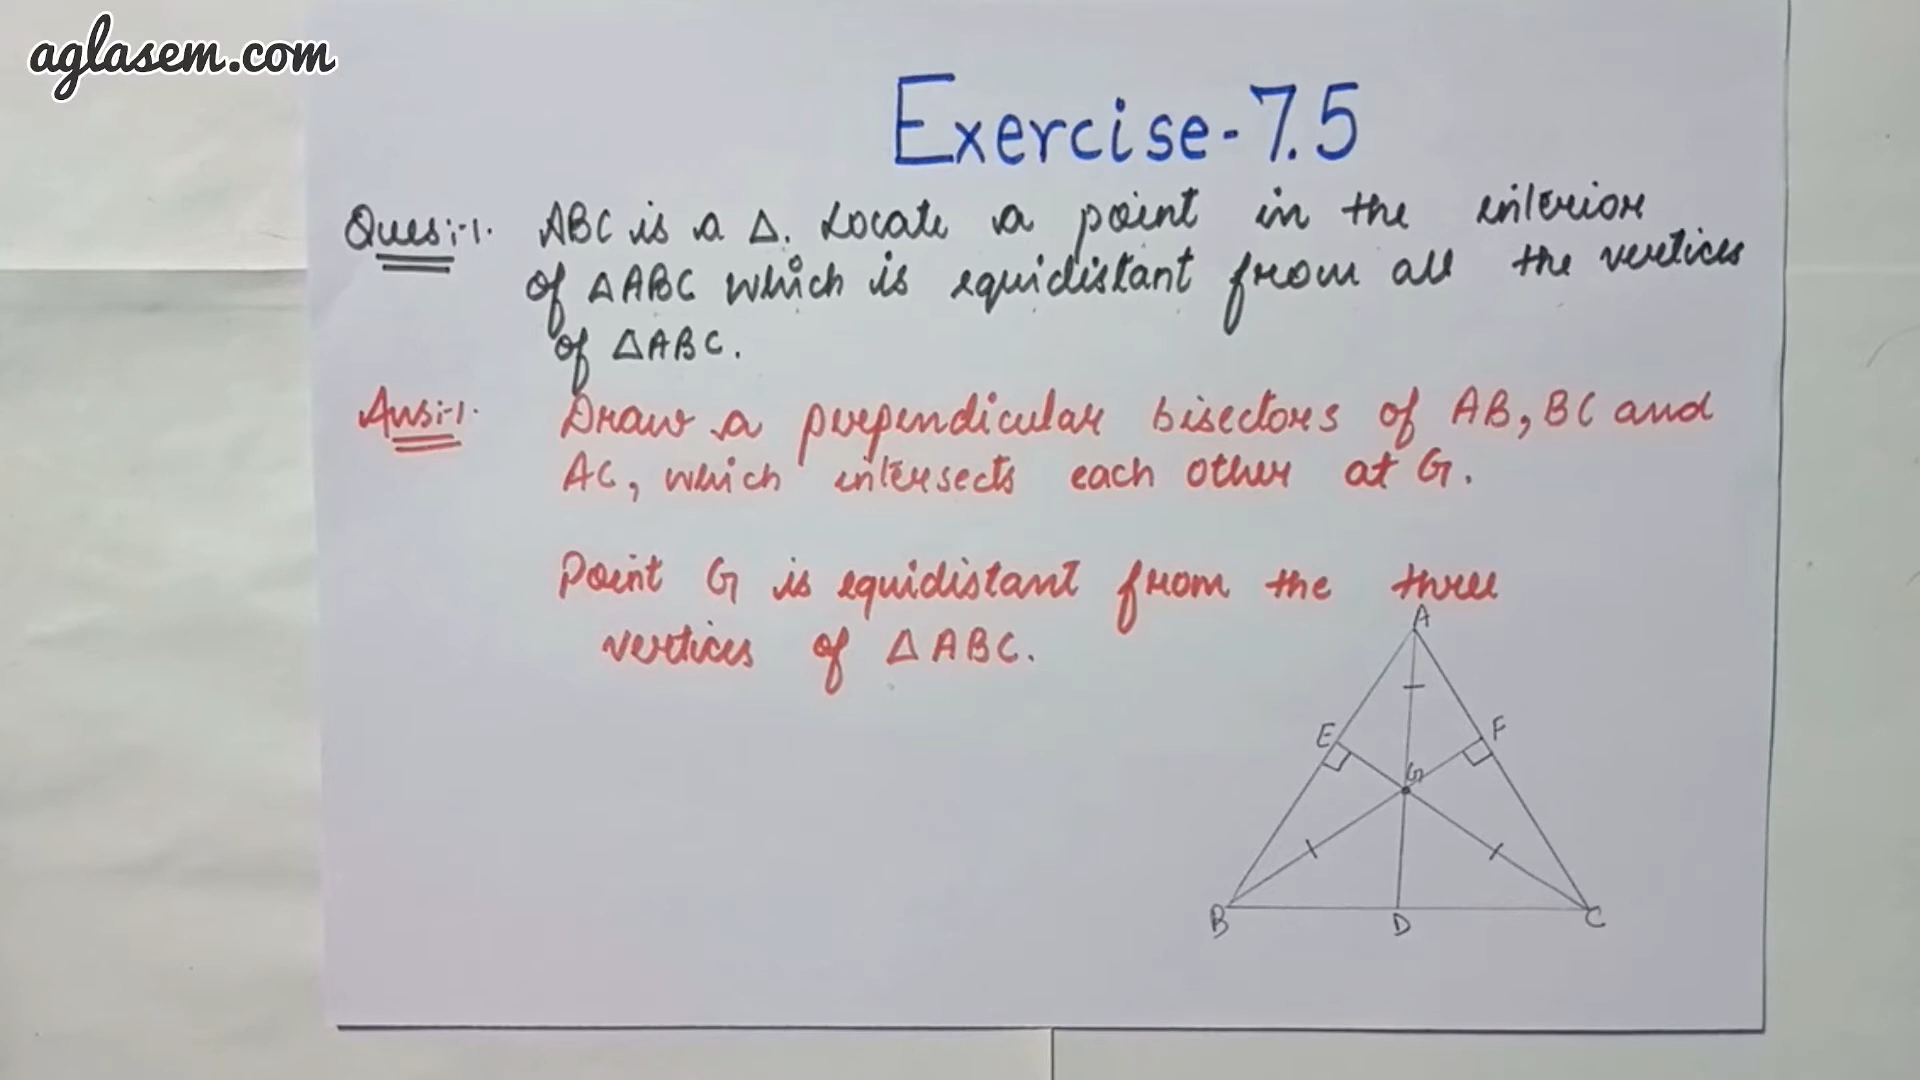 aglasem.com
Exercise-7.5
Ques:-1. ABC is a Δ. Locate a point in the interior
of ΔABC which is equidistant from all the vertices
of ΔABC.
Ans:-1. Draw a perpendicular bisectors of AB, BC and
AC, which intersects each other at G.
Point G is equidistant from the three
vertices of ΔABC.
A
E F
G
B D C